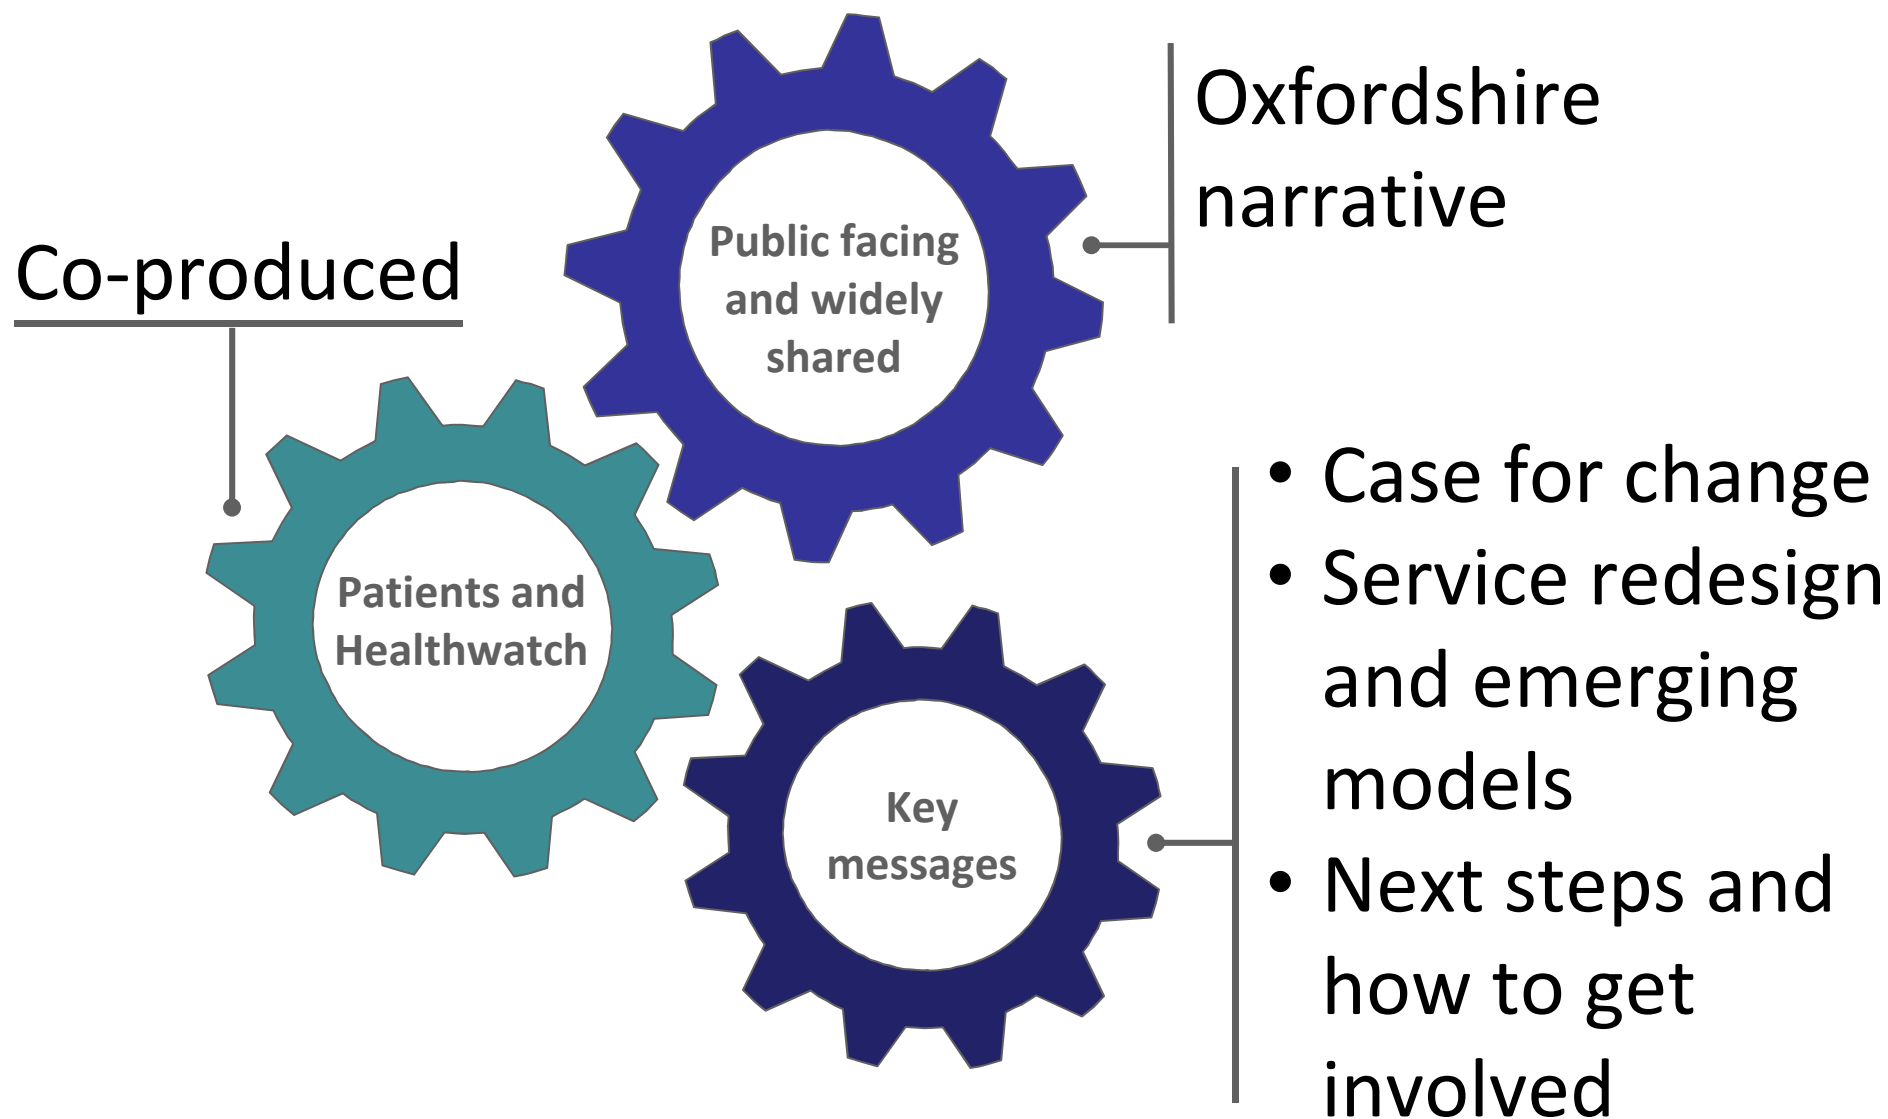 Oxfordshire
narrative
Public facing
and widely
shared
Co-produced
Patients and
Healthwatch
Key
messages
• Case for change
• Service redesign
and emerging
models
• Next steps and
how to get
involved